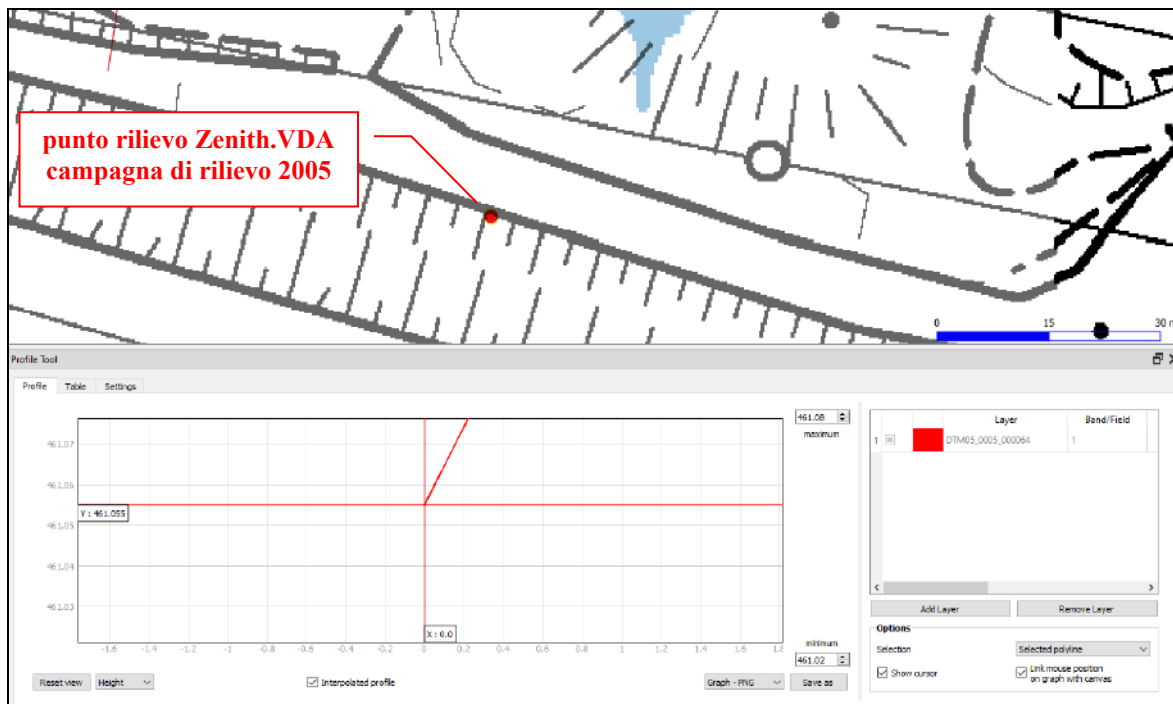 punto rilievo Zenith.VDA
campagna di rilievo 2005
0 15 30 m
Profile Tool
Profile Table Settings
461.07
461.06
461.05
461.04
461.03
Y : 461.055
X : 0.0
-1.6 -1.4 -1.2 -1 -0.8 -0.6 -0.4 -0.2 0 0.2 0.4 0.6 0.8 1 1.2 1.4 1.6 1.8
461.08
maximum
minimum
461.02
Reset view Height Interpolated profile Graph - PNG Save as
Layer Band/Field
1 DTM05_0005_000064 1
Add Layer Remove Layer
Options
Selection Selected polyline
Show cursor Link mouse position
on graph with canvas